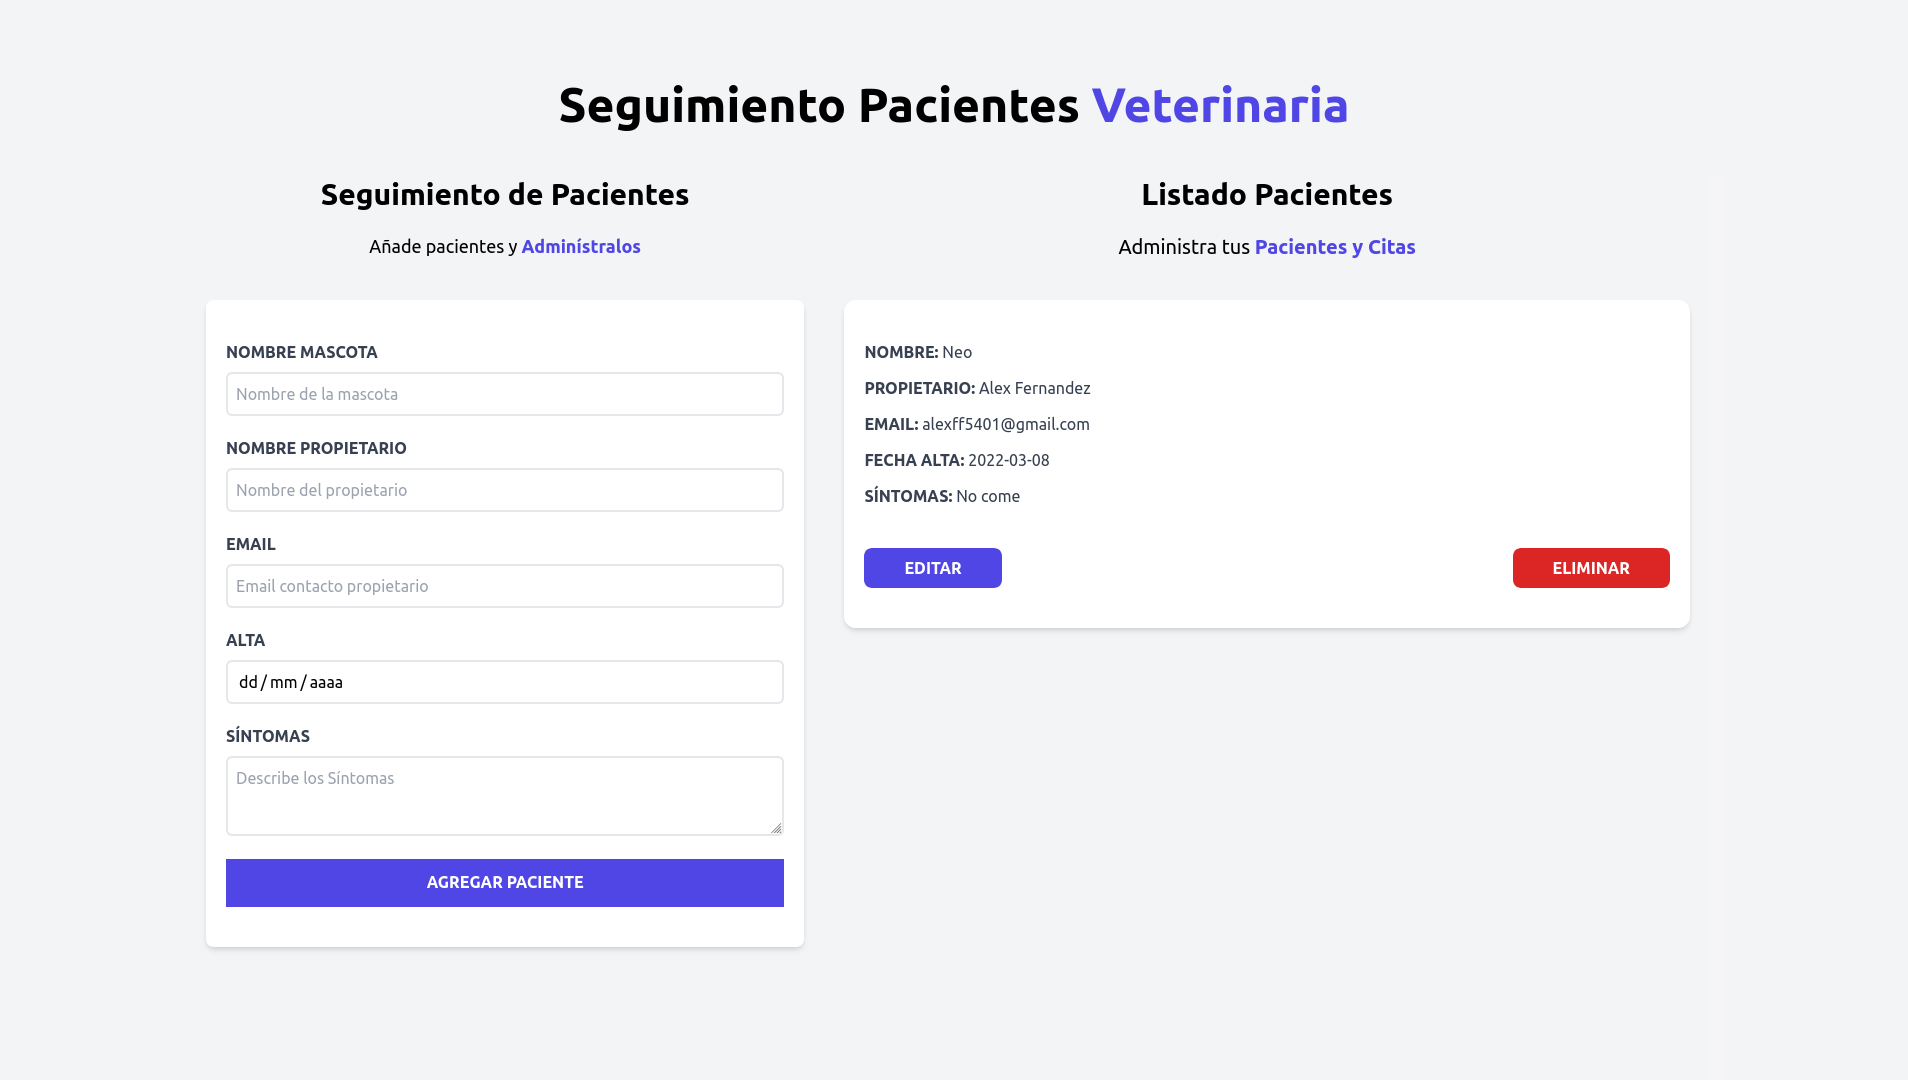 Seguimiento Pacientes Veterinaria
Seguimiento de Pacientes
Añade pacientes y Adminístralos
NOMBRE MASCOTA
Nombre de la mascota
NOMBRE PROPIETARIO
Nombre del propietario
EMAIL
Email contacto propietario
ALTA
dd / mm / aaaa
SÍNTOMAS
Describe los Síntomas
AGREGAR PACIENTE
Listado Pacientes
Administra tus Pacientes y Citas
NOMBRE: Neo
PROPIETARIO: Alex Fernandez
EMAIL: alexff5401@gmail.com
FECHA ALTA: 2022-03-08
SÍNTOMAS: No come
EDITAR
ELIMINAR